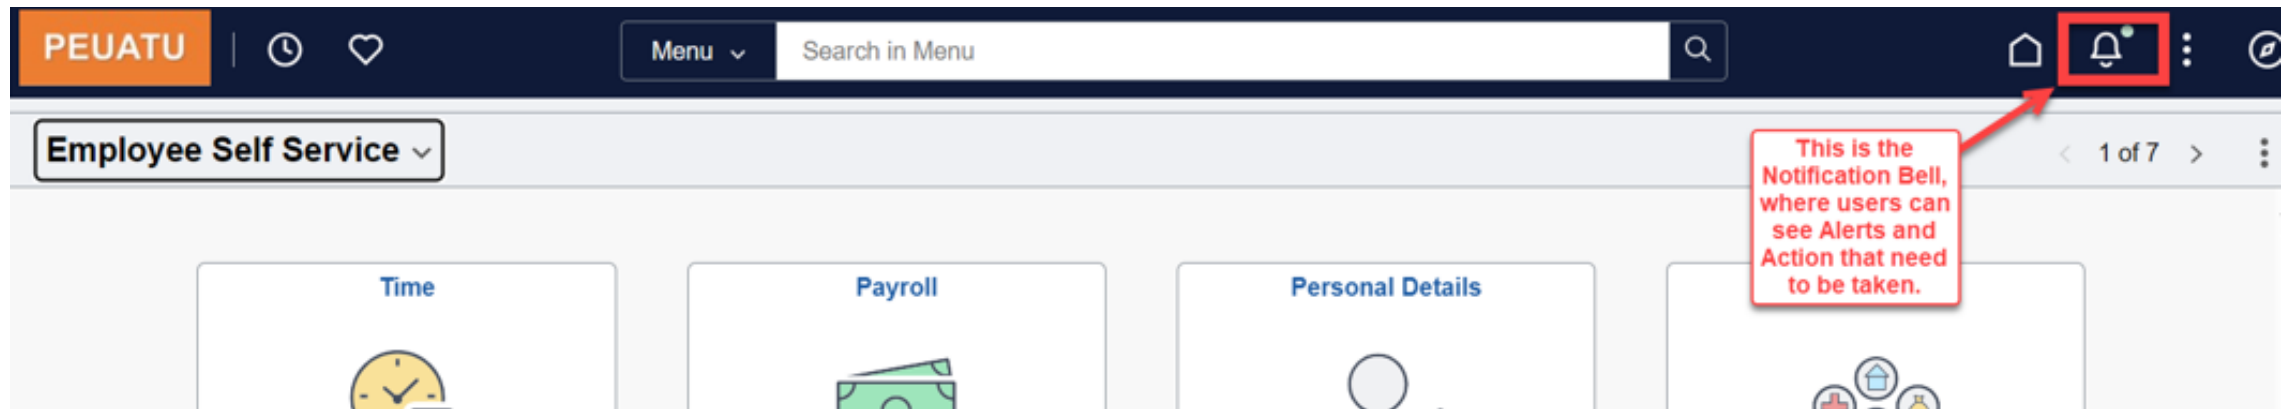 PEUATU
Menu
Search in Menu
Employee Self Service
1 of 7
This is the
Notification Bell,
where users can
see Alerts and
Action that need
to be taken.
Time
Payroll
Personal Details